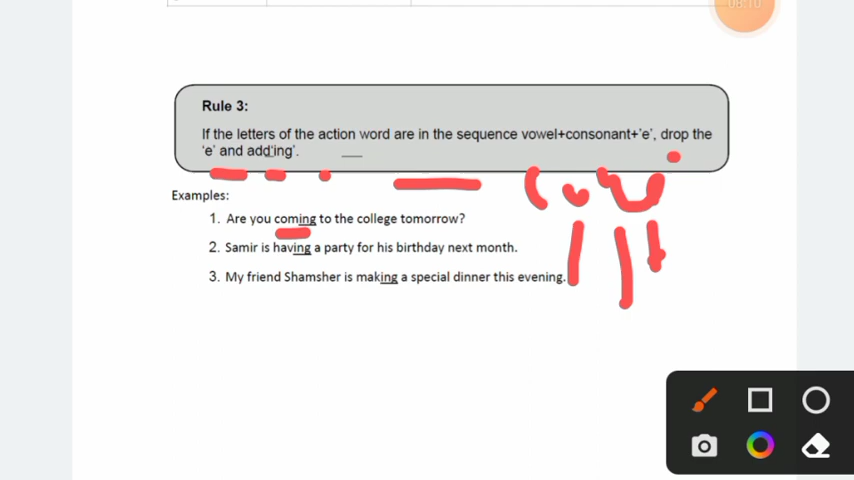 08:10
Rule 3:
If the letters of the action word are in the sequence vowel+consonant+'e', drop the
'e' and add'ing'.
Examples:
1. Are you coming to the college tomorrow?
2. Samir is having a party for his birthday next month.
3. My friend Shamsher is making a special dinner this evening.